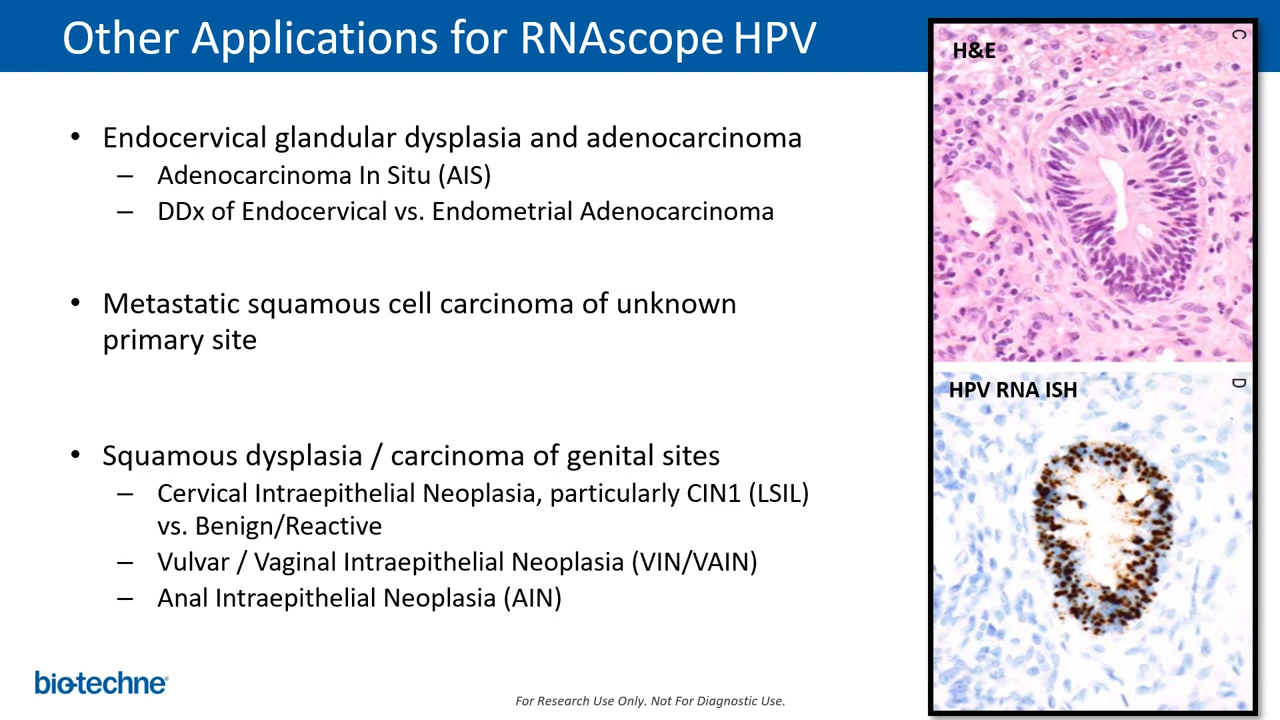 Other Applications for RNAscope HPV
• Endocervical glandular dysplasia and adenocarcinoma
– Adenocarcinoma In Situ (AIS)
– DDx of Endocervical vs. Endometrial Adenocarcinoma
• Metastatic squamous cell carcinoma of unknown
primary site
• Squamous dysplasia / carcinoma of genital sites
– Cervical Intraepithelial Neoplasia, particularly CIN1 (LSIL)
vs. Benign/Reactive
– Vulvar / Vaginal Intraepithelial Neoplasia (VIN/VAIN)
– Anal Intraepithelial Neoplasia (AIN)
H&E
C
HPV RNA ISH
D
bio-techne®
For Research Use Only. Not For Diagnostic Use.